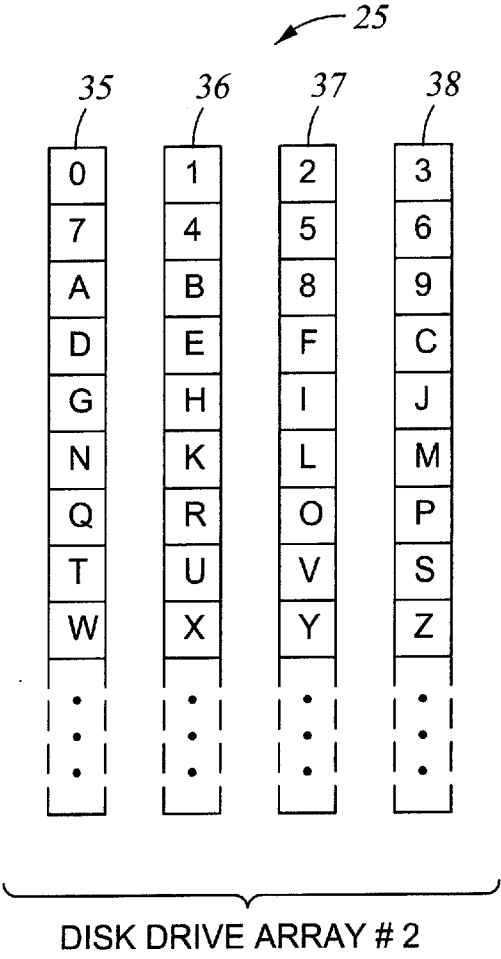 25
35 36 37 38
0 1 2 3
7 4 5 6
A B 8 9
D E F C
G H I J
N K L M
Q R O P
T U V S
W X Y Z
DISK DRIVE ARRAY # 2